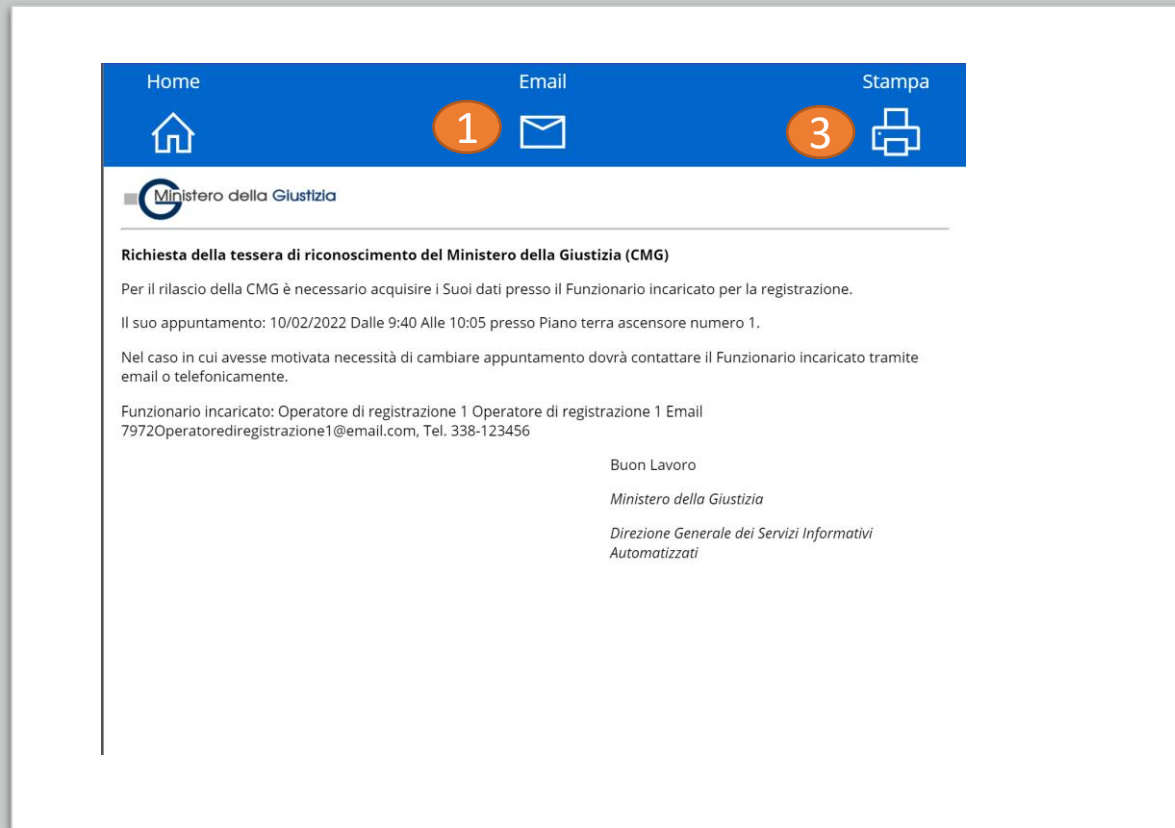 Home Email Stampa
1 3
Ministero della Giustizia
Richiesta della tessera di riconoscimento del Ministero della Giustizia (CMG)
Per il rilascio della CMG è necessario acquisire i Suoi dati presso il Funzionario incaricato per la registrazione.
Il suo appuntamento: 10/02/2022 Dalle 9:40 Alle 10:05 presso Piano terra ascensore numero 1.
Nel caso in cui avesse motivata necessità di cambiare appuntamento dovrà contattare il Funzionario incaricato tramite
email o telefonicamente.
Funzionario incaricato: Operatore di registrazione 1 Operatore di registrazione 1 Email
7972Operatorediregistrazione1@email.com, Tel. 338-123456
Buon Lavoro
Ministero della Giustizia
Direzione Generale dei Servizi Informativi
Automatizzati